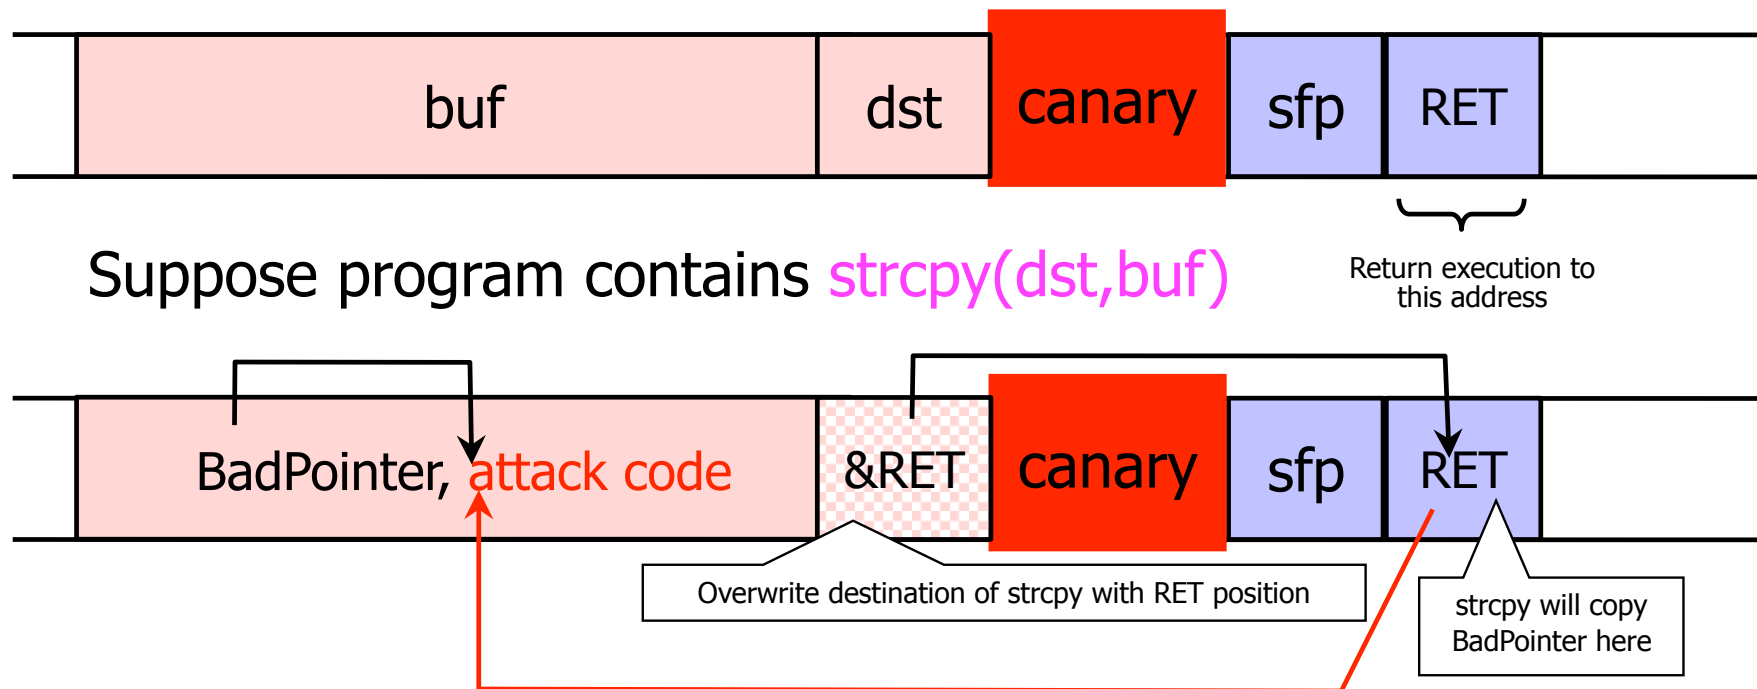 buf dst canary sfp RET
Suppose program contains strcpy(dst,buf)
Return execution to
this address
BadPointer, attack code &RET canary sfp RET
Overwrite destination of strcpy with RET position
strcpy will copy
BadPointer here